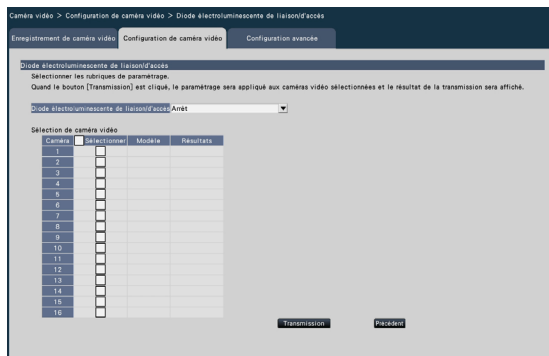 Caméra vidéo > Configuration de caméra vidéo > Diode électroluminescente de liaison/d'accès
Enregistrement de caméra vidéo Configuration de caméra vidéo Configuration avancée
Diode électroluminescente de liaison/d'accès
Sélectionner les rubriques de paramétrage.
Quand le bouton [Transmission] est cliqué, le paramétrage sera appliqué aux caméras vidéo sélectionnées et le résultat de la transmission sera affiché.
Diode électroluminescente de liaison/d'accès Arrêt
Sélection de caméra vidéo
Caméra Sélectionner Modèle Résultats
1
2
3
4
5
6
7
8
9
10
11
12
13
14
15
16
Transmission Précédent